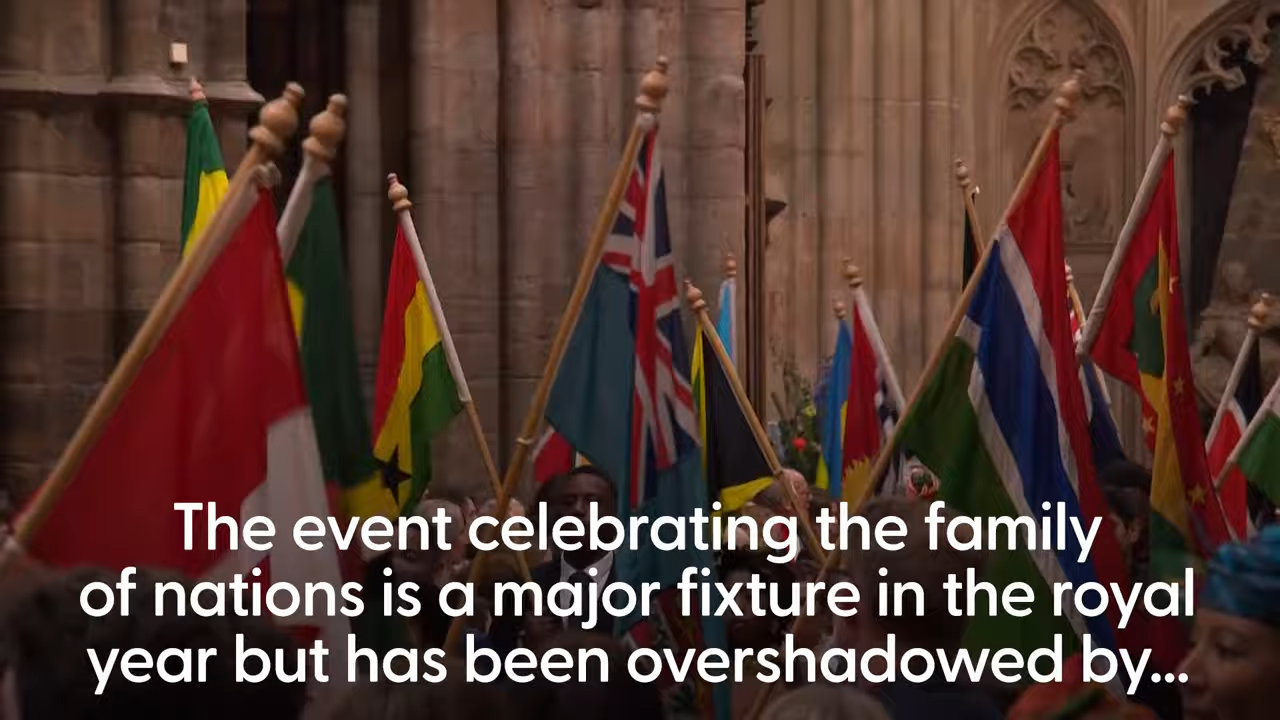 The event celebrating the family
of nations is a major fixture in the royal
year but has been overshadowed by...